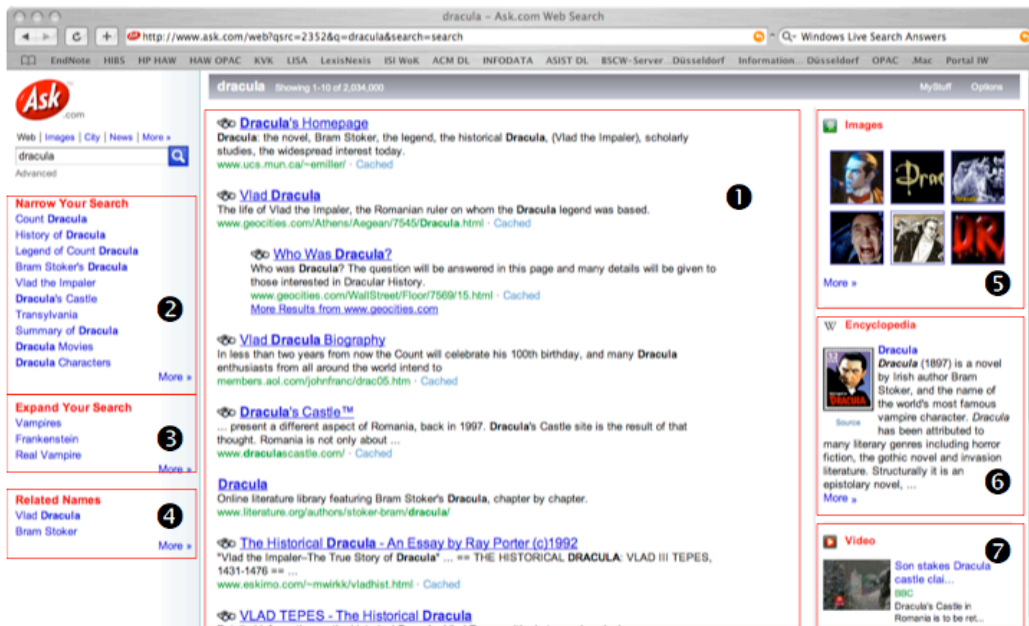 dracula – Ask.com Web Search
http://www.ask.com/web?qsrc=2352&q=dracula&search=search
Q- Windows Live Search Answers
EndNote HIBS HP HAW HAW OPAC KVK LISA LexisNexis ISI WoK ACM DL INFODATA ASIST DL BSCW-Server...Düsseldorf Information... Düsseldorf OPAC .Mac Portal IW
Ask.com
Web | Images | City | News | More »
dracula
Advanced
Narrow Your Search
Count Dracula
History of Dracula
Legend of Count Dracula
Bram Stoker's Dracula
Vlad the Impaler
Dracula's Castle
Transylvania
2
Summary of Dracula
Dracula Movies
Dracula Characters
More »
Expand Your Search
Vampires
Frankenstein
3
Real Vampire
More »
Related Names
Vlad Dracula
4
Bram Stoker
More »
dracula Showing 1-10 of 2,034,000
MyStuff Options
1
Dracula's Homepage
Dracula: the novel, Bram Stoker, the legend, the historical Dracula, (Vlad the Impaler), scholarly
studies, the widespread interest today.
www.ucs.mun.ca/~emiller/ · Cached
Vlad Dracula
The life of Vlad the Impaler, the Romanian ruler on whom the Dracula legend was based.
www.geocities.com/Athens/Aegean/7545/Dracula.html · Cached
Who Was Dracula?
Who was Dracula? The question will be answered in this page and many details will be given to
those interested in Dracular History.
www.geocities.com/WallStreet/Floor/7569/15.html · Cached
More Results from www.geocities.com
Vlad Dracula Biography
In less than two years from now the Count will celebrate his 100th birthday, and many Dracula
enthusiasts from all around the world intend to
members.aol.com/johnfranc/drac05.htm · Cached
Dracula's Castle™
... present a different aspect of Romania, back in 1997. Dracula's Castle site is the result of that
thought. Romania is not only about ...
www.draculascastle.com/ · Cached
Dracula
Online literature library featuring Bram Stoker's Dracula, chapter by chapter.
www.literature.org/authors/stoker-bram/dracula/
The Historical Dracula - An Essay by Ray Porter (c)1992
"Vlad the Impaler--The True Story of Dracula" ... == THE HISTORICAL DRACULA: VLAD III TEPES,
1431-1476 == ...
www.eskimo.com/~mwirkk/vladhist.html · Cached
VLAD TEPES - The Historical Dracula
Images
DR
More »
5
W Encyclopedia
DRACULA
Source
Dracula
Dracula (1897) is a novel
by Irish author Bram
Stoker, and the name of
the world's most famous
vampire character. Dracula
has been attributed to
many literary genres including horror
fiction, the gothic novel and invasion
literature. Structurally it is an
epistolary novel, ...
6
More »
Video
7
Son stakes Dracula
castle clai...
BBC
Dracula's Castle in
Romania is to be ret...